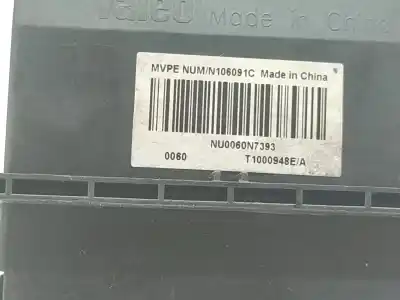 Valeo Made in China
MVPE NUM/N106091C Made in China
NU0060N7393
0060 T1000948E/A